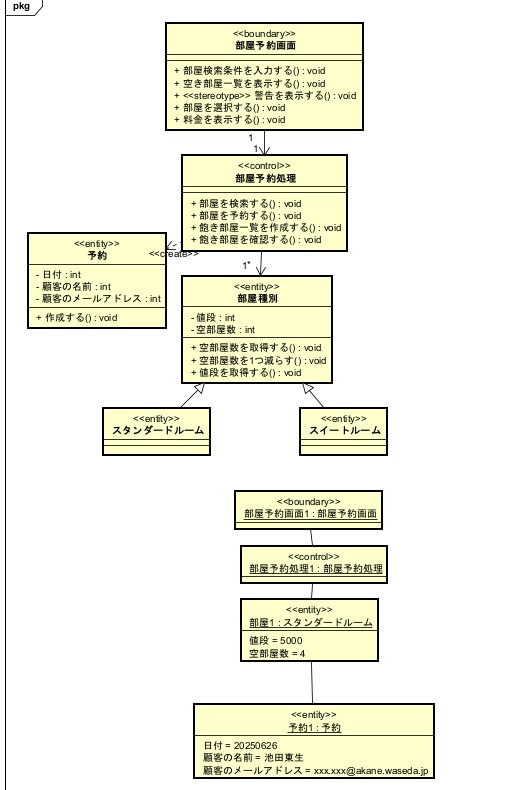 pkg
<<boundary>>
部屋予約画面
+ 部屋検索条件を入力する() : void
+ 空き部屋一覧を表示する() : void
+ <<stereotype>> 警告を表示する() : void
+ 部屋を選択する() : void
+ 料金を表示する() : void
1
1
<<control>>
部屋予約処理
+ 部屋を検索する() : void
+ 部屋を予約する() : void
+ 飽き部屋一覧を作成する() : void
+ 飽き部屋を確認する() : void
<<create>>
<<entity>>
予約
- 日付 : int
- 顧客の名前 : int
- 顧客のメールアドレス : int
+ 作成する() : void
1*
<<entity>>
部屋種別
- 値段 : int
- 空部屋数 : int
+ 空部屋数を取得する() : void
+ 空部屋数を1つ減らす() : void
+ 値段を取得する() : void
<<entity>>
スタンダードルーム
<<entity>>
スイートルーム
<<boundary>>
部屋予約画面1 : 部屋予約画面
<<control>>
部屋予約処理1 : 部屋予約処理
<<entity>>
部屋1 : スタンダードルーム
値段 = 5000
空部屋数 = 4
<<entity>>
予約1 : 予約
日付 = 20250626
顧客の名前 = 池田東生
顧客のメールアドレス = xxx.xxx@akane.waseda.jp